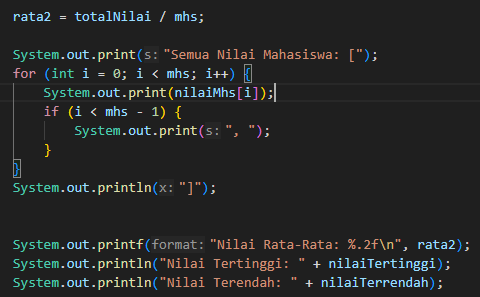 rata2 = totalNilai / mhs;
System.out.print(s: "Semua Nilai Mahasiswa: [");
for (int i = 0; i < mhs; i++) {
System.out.print(nilaiMhs[i]);
if (i < mhs - 1) {
System.out.print(s: ", ");
}
}
System.out.println(x: "]");
System.out.printf(format: "Nilai Rata-Rata: %.2f\n", rata2);
System.out.println("Nilai Tertinggi: " + nilaiTertinggi);
System.out.println("Nilai Terendah: " + nilaiTerrendah);